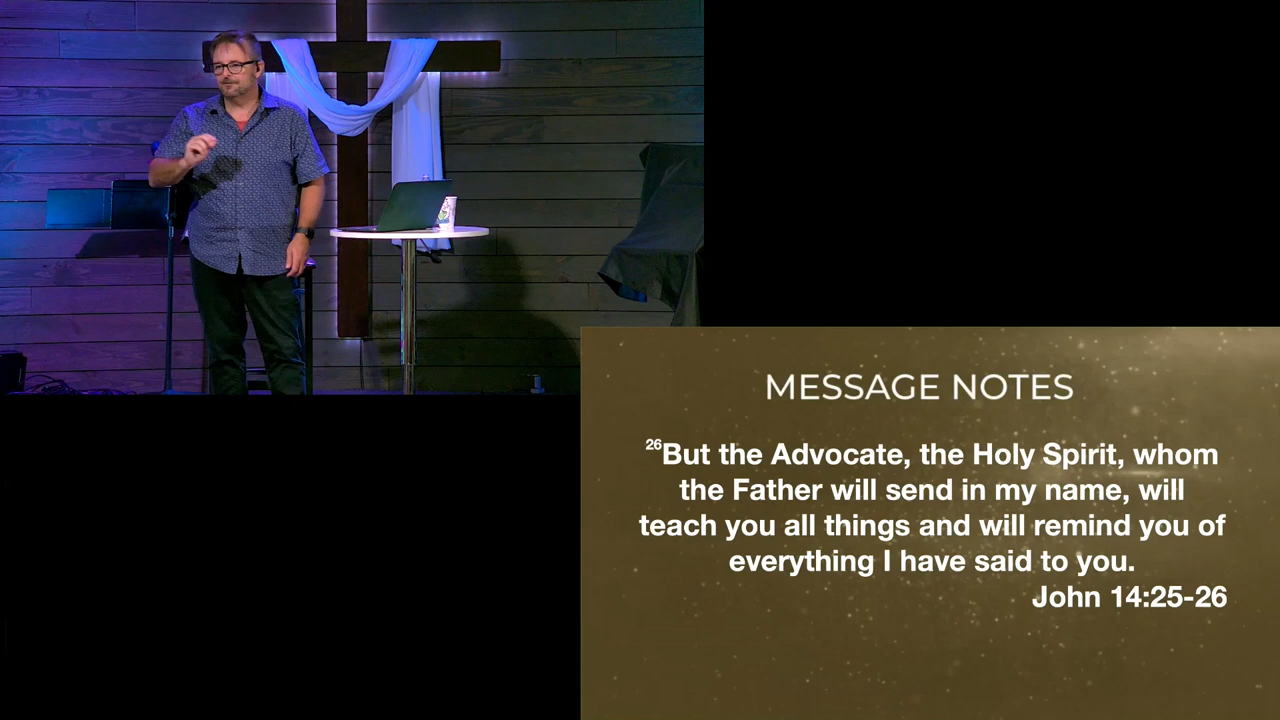 MESSAGE NOTES
26But the Advocate, the Holy Spirit, whom
the Father will send in my name, will
teach you all things and will remind you of
everything I have said to you.
John 14:25-26